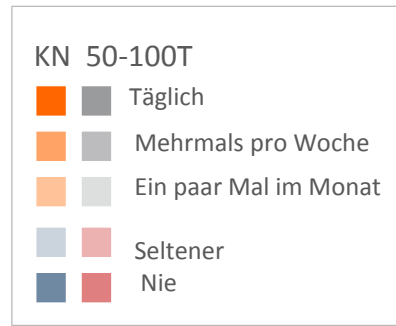 KN 50-100T
Täglich
Mehrmals pro Woche
Ein paar Mal im Monat
Seltener
Nie